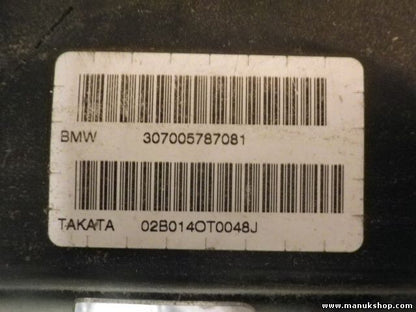 BMW 307005787081
TAKATA 02B014OT0048J
www.manukshop.com